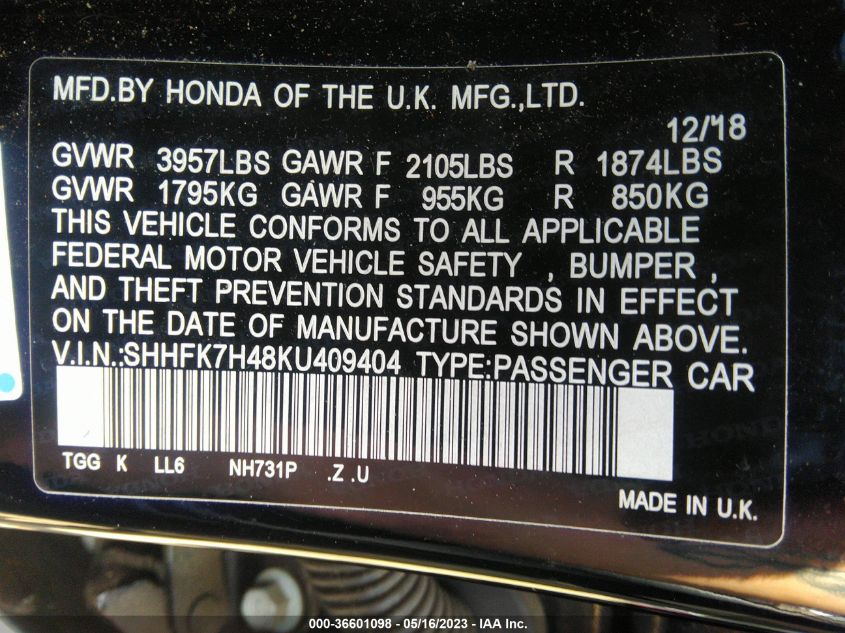 MFD.BY HONDA OF THE U.K. MFG.,LTD.
12/18
GVWR 3957LBS GAWR F 2105LBS R 1874LBS
GVWR 1795KG GAWR F 955KG R 850KG
THIS VEHICLE CONFORMS TO ALL APPLICABLE
FEDERAL MOTOR VEHICLE SAFETY , BUMPER ,
AND THEFT PREVENTION STANDARDS IN EFFECT
ON THE DATE OF MANUFACTURE SHOWN ABOVE.
V.I.N.:SHHFK7H48KU409404 TYPE:PASSENGER CAR
TGG K LL6 NH731P .Z .U
MADE IN U.K.
000-36601098 - 05/16/2023 - © IAA Inc.